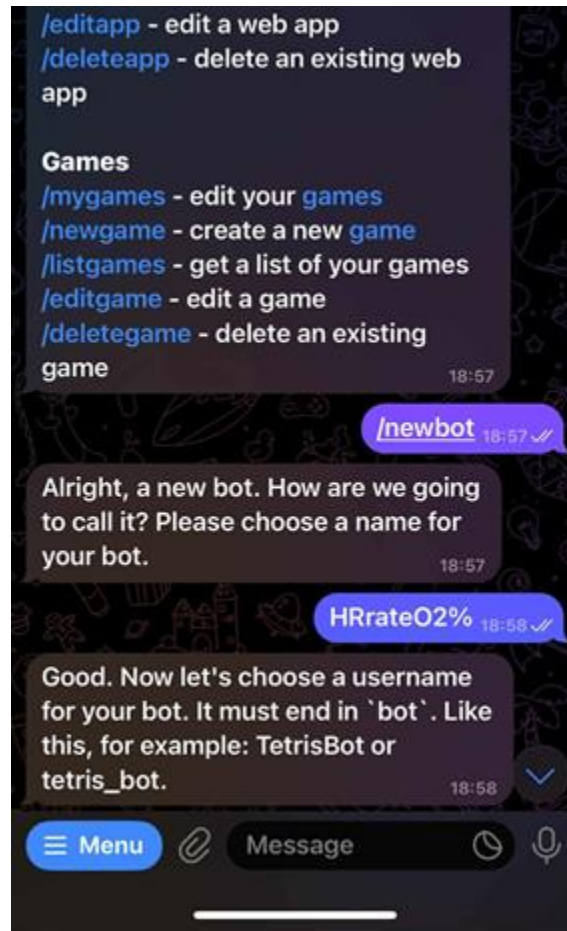 /editapp - edit a web app
/deleteapp - delete an existing web
app
Games
/mygames - edit your games
/newgame - create a new game
/listgames - get a list of your games
/editgame - edit a game
/deletegame - delete an existing
game
18:57
/newbot 18:57
Alright, a new bot. How are we going
to call it? Please choose a name for
your bot.
18:57
HRrateO2% 18:58
Good. Now let's choose a username
for your bot. It must end in `bot`. Like
this, for example: TetrisBot or
tetris_bot.
18:58
Menu
Message